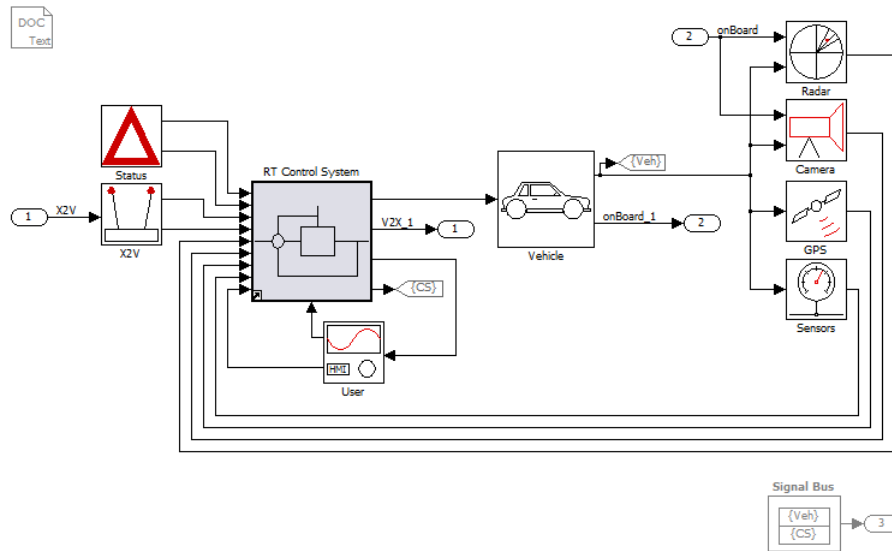 DOC
Text
2
onBoard
Radar
Status
RT Control System
{Veh}
Camera
1
X2V
X2V
V2X_1
1
onBoard_1
2
Vehicle
GPS
{CS}
Sensors
HMI
User
Signal Bus
{Veh}
{CS}
3